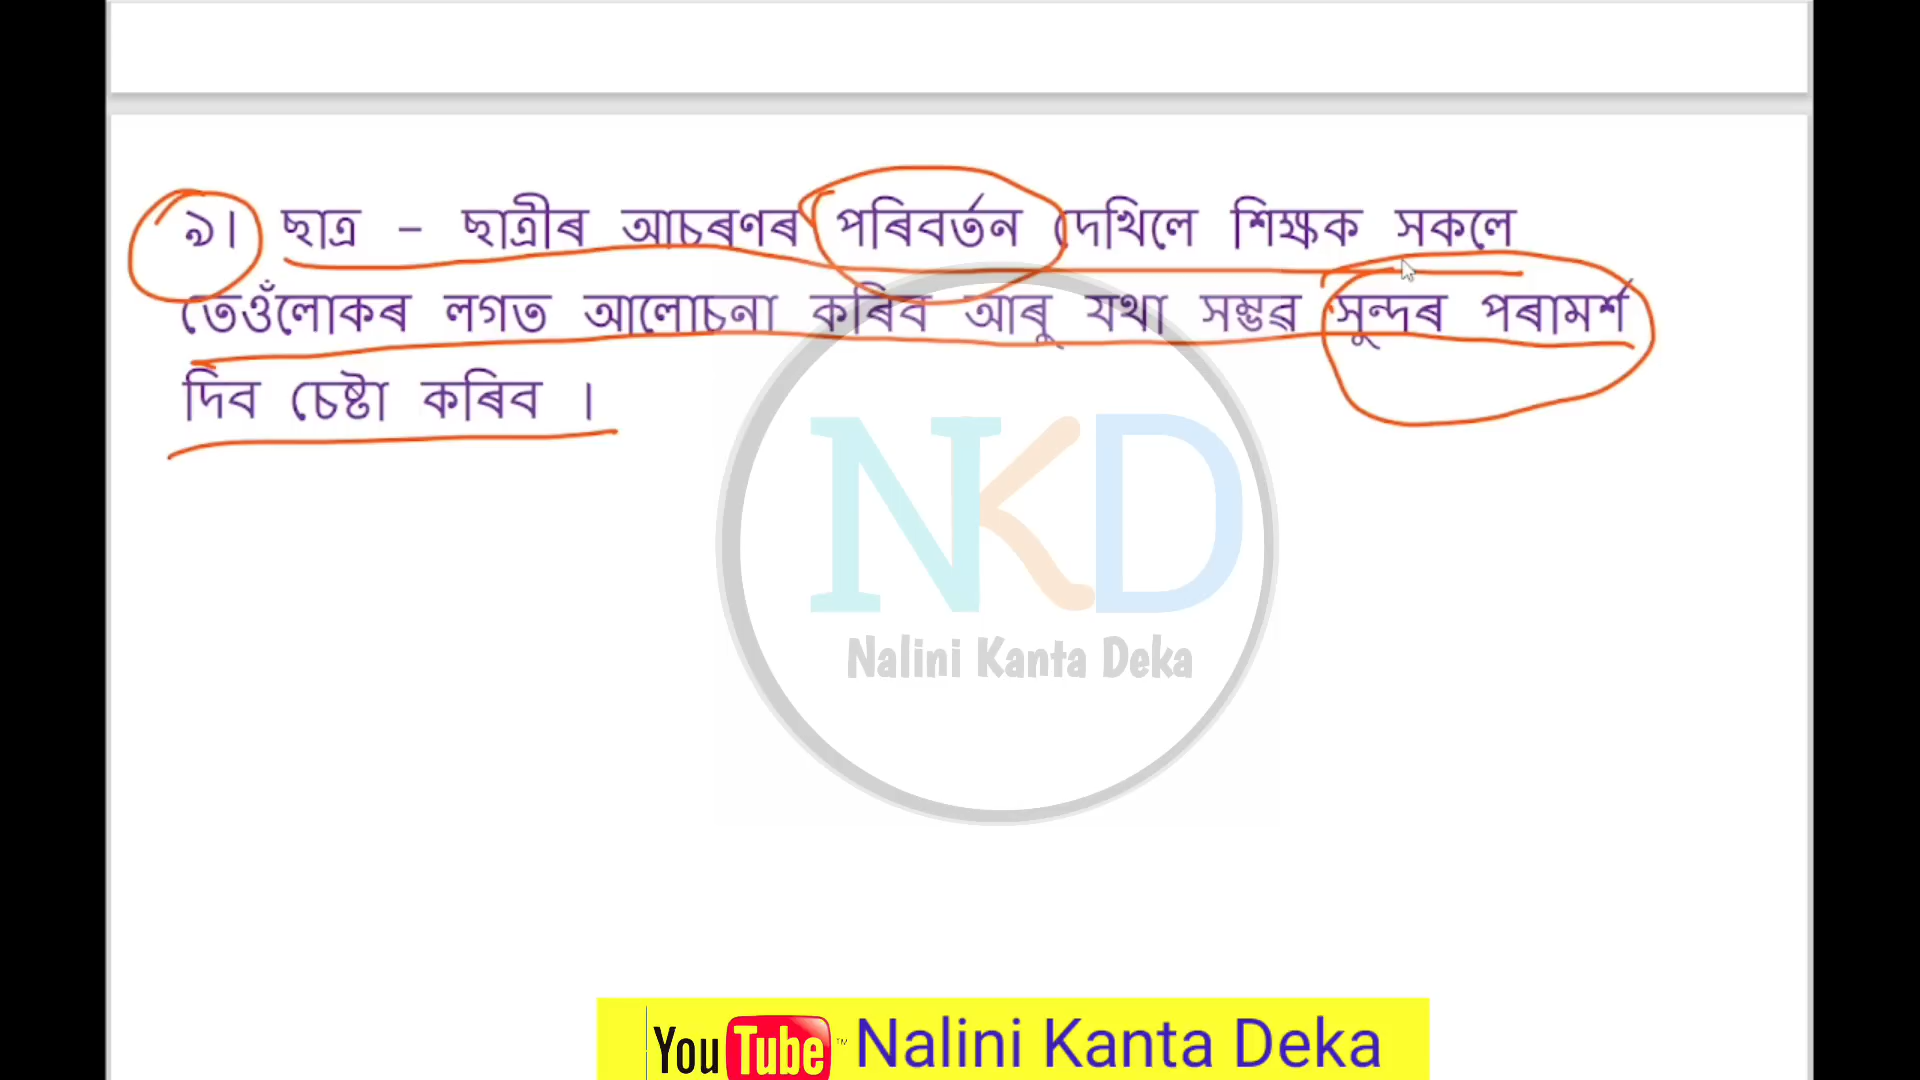 ৯। ছাত্ৰ – ছাত্ৰীৰ আচৰণৰ পৰিবৰ্তন দেখিলে শিক্ষক সকলে
তেওঁলোকৰ লগত আলোচনা কৰিব আৰু যথা সম্ভৱ সুন্দৰ পৰামৰ্শ
দিব চেষ্টা কৰিব ।
NKD
Nalini Kanta Deka
YouTube™ Nalini Kanta Deka